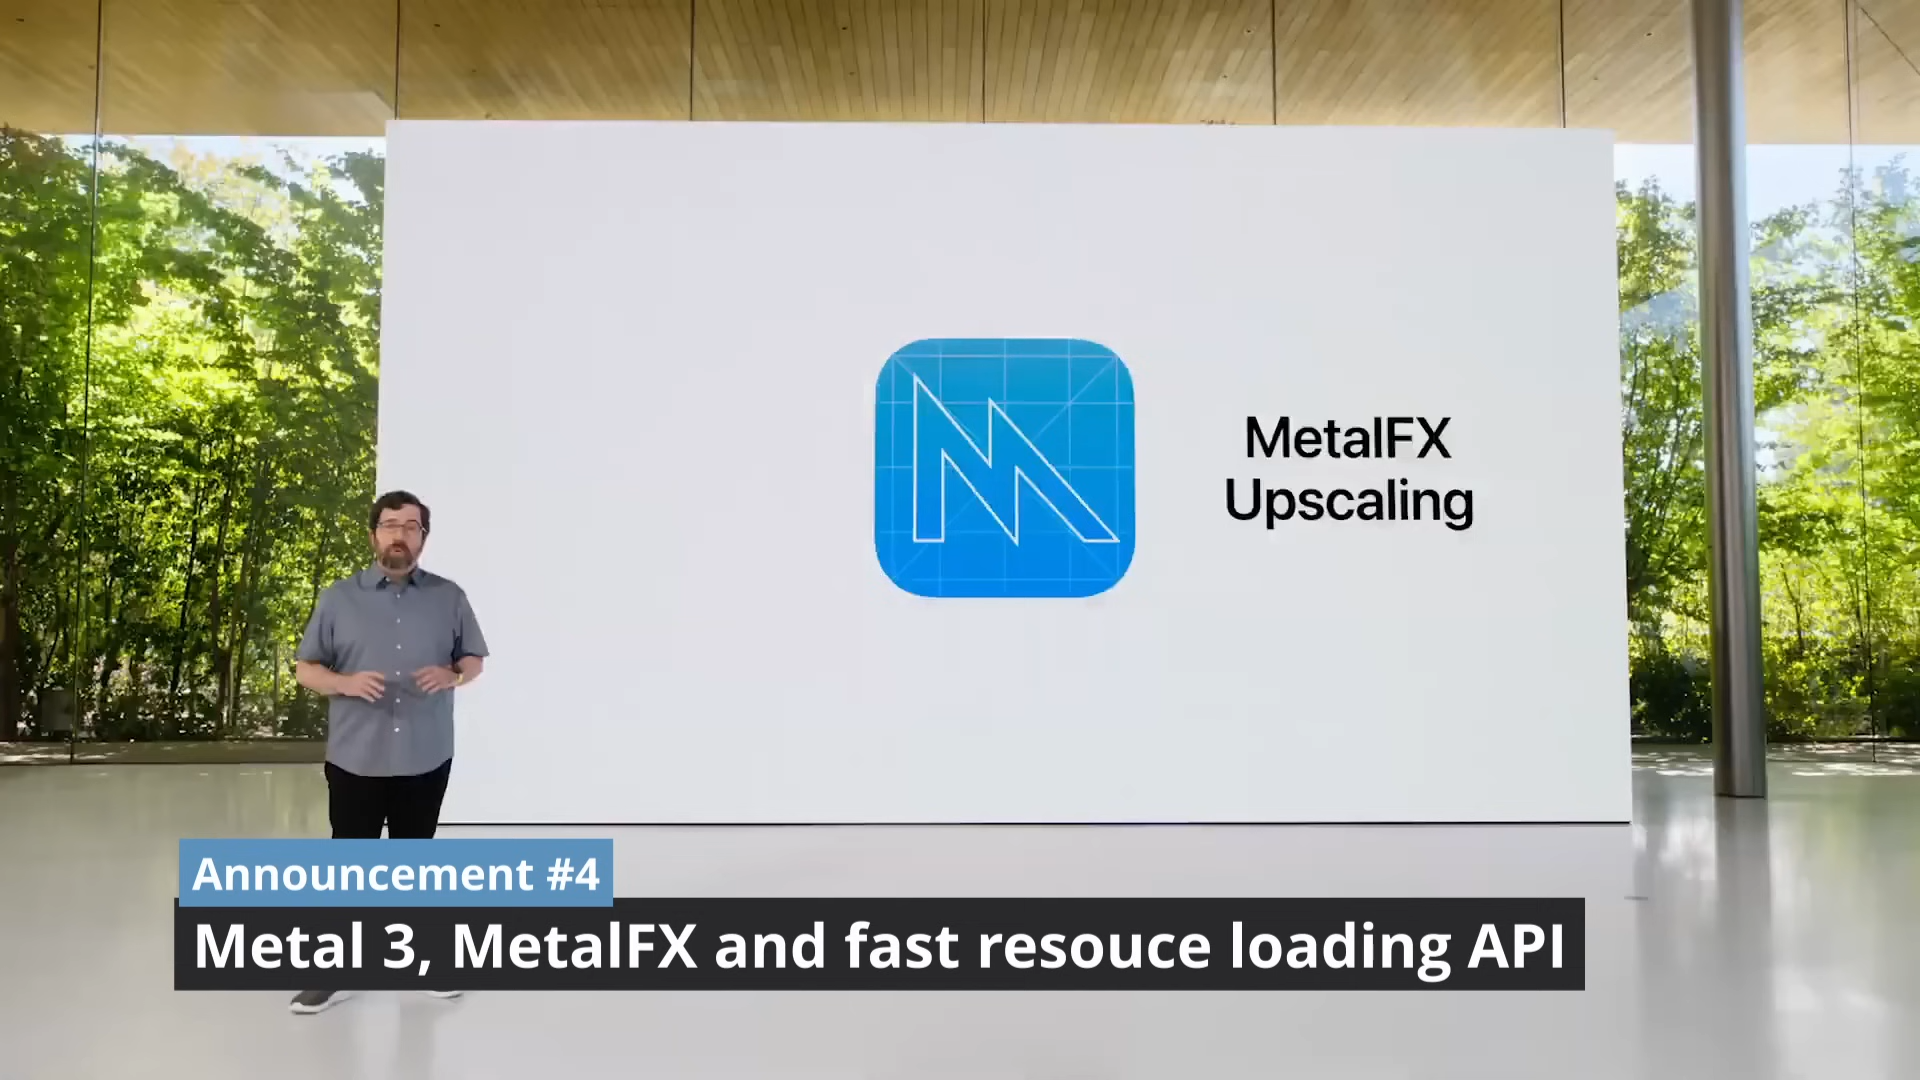 MetalFX
Upscaling
Announcement #4
Metal 3, MetalFX and fast resouce loading API